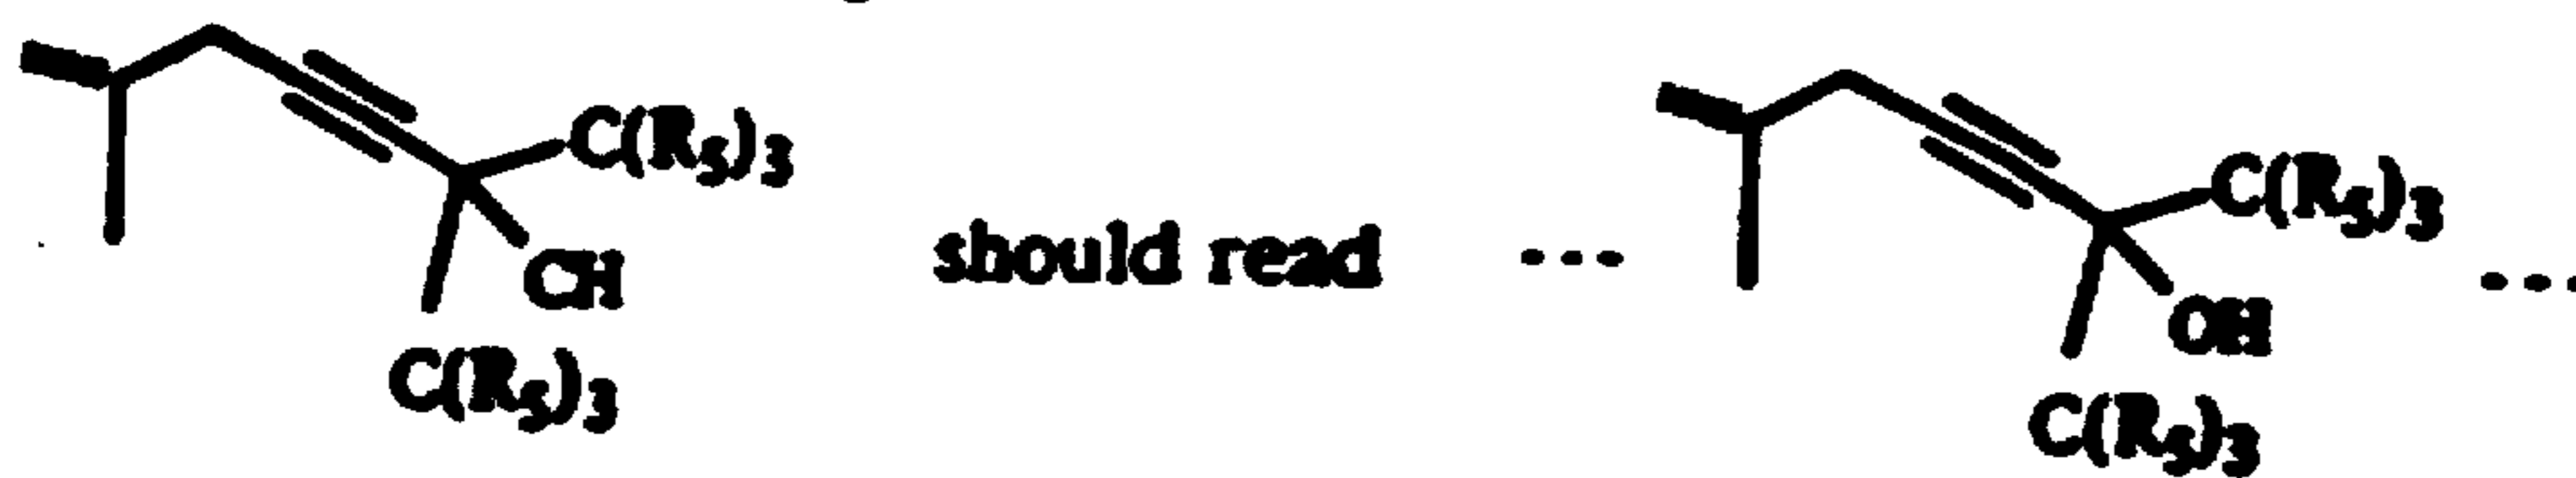 C(R5)3
C(R5)3
should read ---
CH
OH ---
C(R5)3
C(R5)3